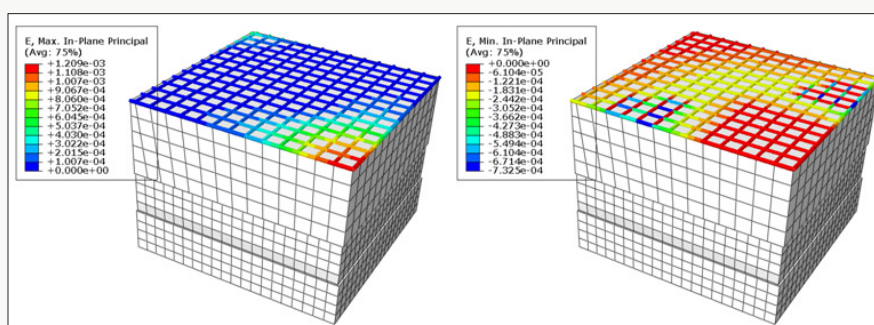 E, Max. In-Plane Principal
(Avg: 75%)
+1.209e-03
+1.108e-03
+1.007e-03
+9.067e-04
+8.060e-04
+7.052e-04
+6.045e-04
+5.037e-04
+4.030e-04
+3.022e-04
+2.015e-04
+1.007e-04
+0.000e+00
E, Min. In-Plane Principal
(Avg: 75%)
+0.000e+00
-6.104e-05
-1.221e-04
-1.831e-04
-2.442e-04
-3.052e-04
-3.662e-04
-4.273e-04
-4.883e-04
-5.494e-04
-6.104e-04
-6.714e-04
-7.325e-04